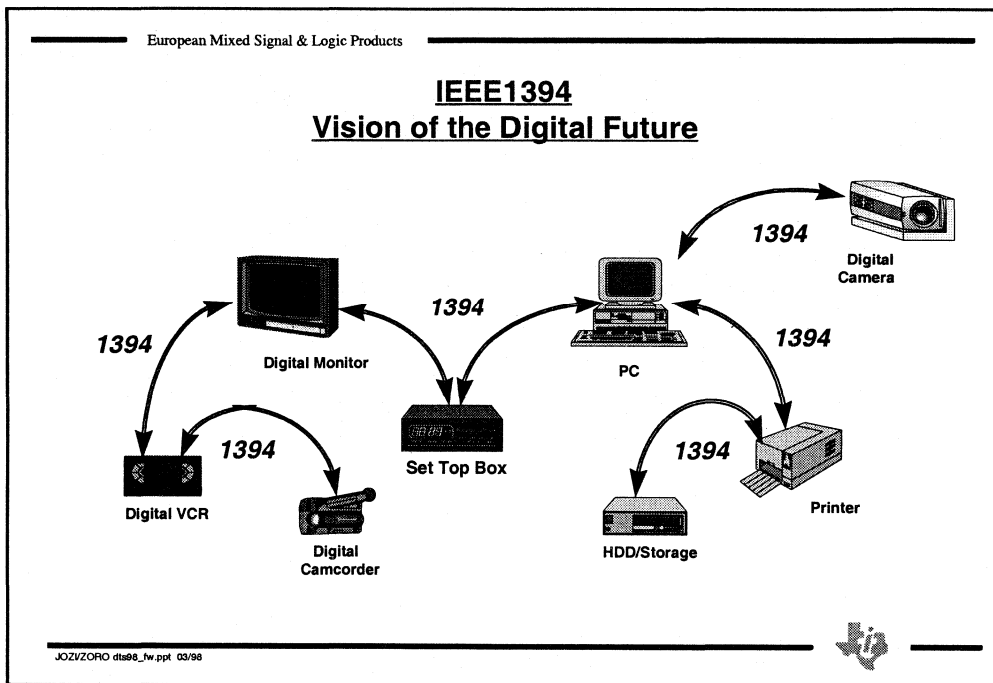 European Mixed Signal & Logic Products
IEEE1394
Vision of the Digital Future
1394
Digital
Camera
1394
1394
1394
Digital Monitor
PC
1394
1394
Set Top Box
Digital VCR
Printer
Digital
Camcorder
HDD/Storage
JOZI/ZORO dts98_fw.ppt 03/98